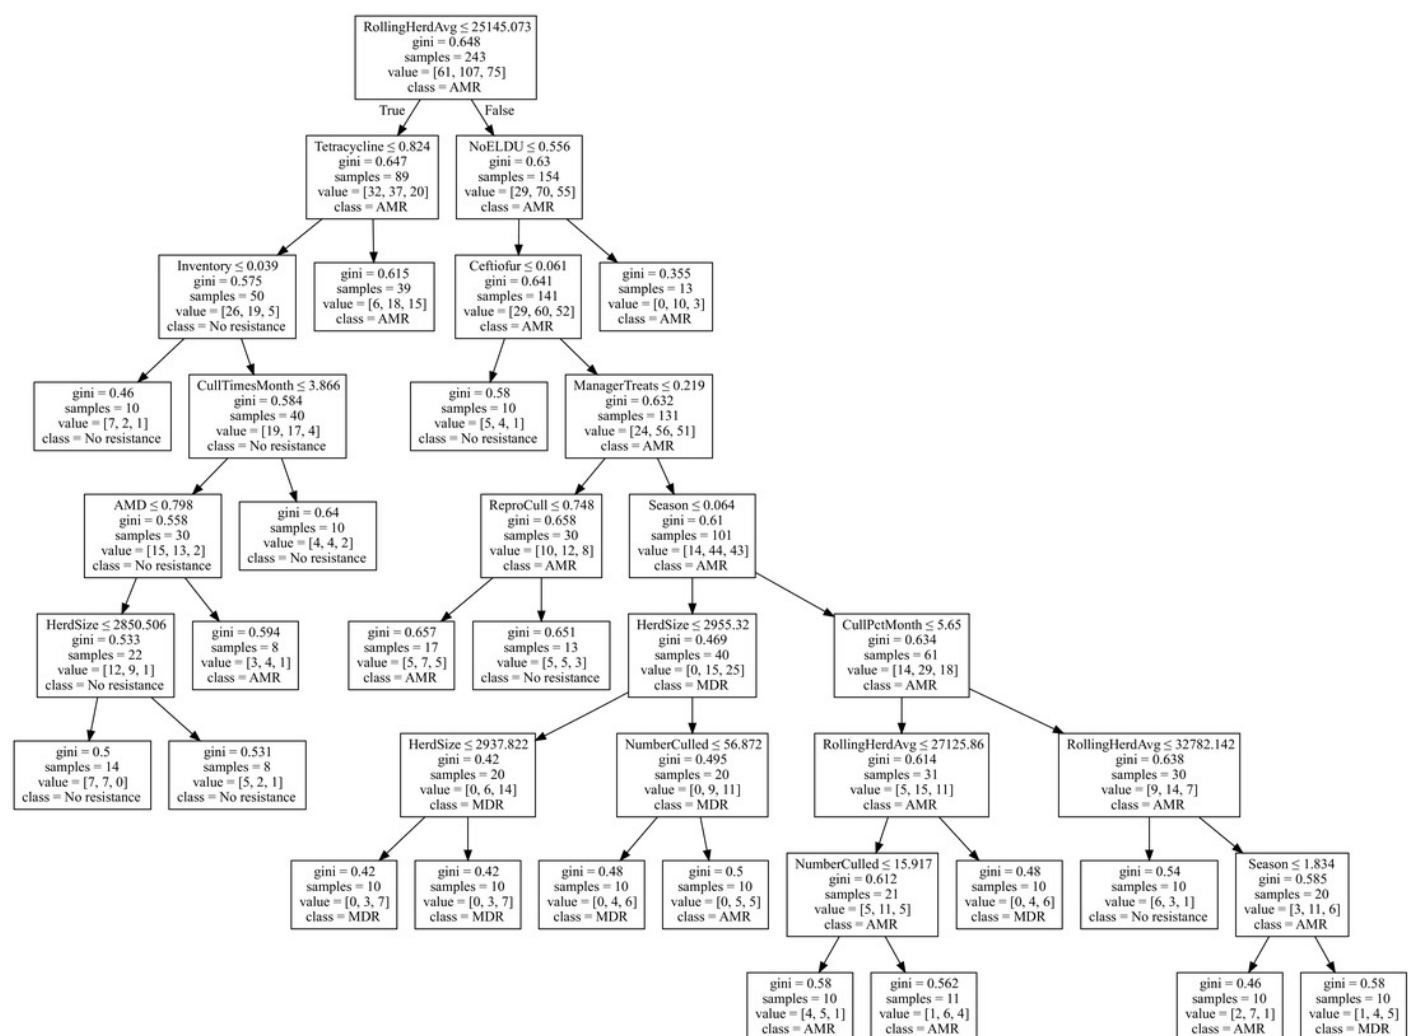 RollingHerdAvg ≤ 25145.073
gini = 0.648
samples = 243
value = [61, 107, 75]
class = AMR
True
False
Tetracycline ≤ 0.824
gini = 0.647
samples = 89
value = [32, 37, 20]
class = AMR
NoELDU ≤ 0.556
gini = 0.63
samples = 154
value = [29, 70, 55]
class = AMR
Inventory ≤ 0.039
gini = 0.575
samples = 50
value = [26, 19, 5]
class = No resistance
gini = 0.615
samples = 39
value = [6, 18, 15]
class = AMR
Ceftiofur ≤ 0.061
gini = 0.641
samples = 141
value = [29, 60, 52]
class = AMR
gini = 0.355
samples = 13
value = [0, 10, 3]
class = AMR
gini = 0.46
samples = 10
value = [7, 2, 1]
class = No resistance
CullTimesMonth ≤ 3.866
gini = 0.584
samples = 40
value = [19, 17, 4]
class = No resistance
gini = 0.58
samples = 10
value = [5, 4, 1]
class = No resistance
ManagerTreats ≤ 0.219
gini = 0.632
samples = 131
value = [24, 56, 51]
class = AMR
AMD ≤ 0.798
gini = 0.558
samples = 30
value = [15, 13, 2]
class = No resistance
gini = 0.64
samples = 10
value = [4, 4, 2]
class = No resistance
ReproCull ≤ 0.748
gini = 0.658
samples = 30
value = [10, 12, 8]
class = AMR
Season ≤ 0.064
gini = 0.61
samples = 101
value = [14, 44, 43]
class = AMR
HerdSize ≤ 2850.506
gini = 0.533
samples = 22
value = [12, 9, 1]
class = No resistance
gini = 0.594
samples = 8
value = [3, 4, 1]
class = AMR
gini = 0.657
samples = 17
value = [5, 7, 5]
class = AMR
gini = 0.651
samples = 13
value = [5, 5, 3]
class = No resistance
HerdSize ≤ 2955.32
gini = 0.469
samples = 40
value = [0, 15, 25]
class = MDR
CullPctMonth ≤ 5.65
gini = 0.634
samples = 61
value = [14, 29, 18]
class = AMR
gini = 0.5
samples = 14
value = [7, 7, 0]
class = No resistance
gini = 0.531
samples = 8
value = [5, 2, 1]
class = No resistance
HerdSize ≤ 2937.822
gini = 0.42
samples = 20
value = [0, 6, 14]
class = MDR
NumberCulled ≤ 56.872
gini = 0.495
samples = 20
value = [0, 9, 11]
class = MDR
RollingHerdAvg ≤ 27125.86
gini = 0.614
samples = 31
value = [5, 15, 11]
class = AMR
RollingHerdAvg ≤ 32782.142
gini = 0.638
samples = 30
value = [9, 14, 7]
class = AMR
gini = 0.42
samples = 10
value = [0, 3, 7]
class = MDR
gini = 0.42
samples = 10
value = [0, 3, 7]
class = MDR
gini = 0.48
samples = 10
value = [0, 4, 6]
class = MDR
gini = 0.5
samples = 10
value = [0, 5, 5]
class = AMR
NumberCulled ≤ 15.917
gini = 0.612
samples = 21
value = [5, 11, 5]
class = AMR
gini = 0.48
samples = 10
value = [0, 4, 6]
class = MDR
gini = 0.54
samples = 10
value = [6, 3, 1]
class = No resistance
Season ≤ 1.834
gini = 0.585
samples = 20
value = [3, 11, 6]
class = AMR
gini = 0.58
samples = 10
value = [4, 5, 1]
class = AMR
gini = 0.562
samples = 11
value = [1, 6, 4]
class = AMR
gini = 0.46
samples = 10
value = [2, 7, 1]
class = AMR
gini = 0.58
samples = 10
value = [1, 4, 5]
class = MDR